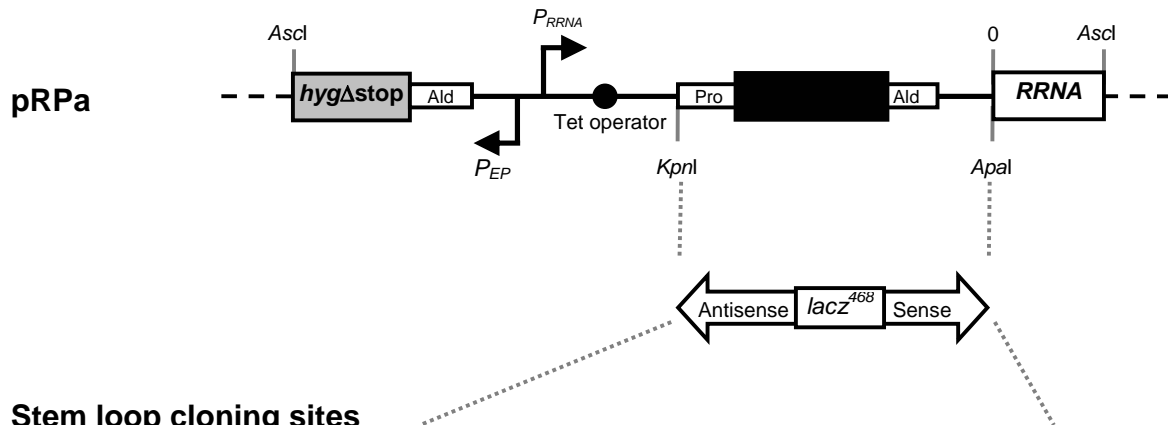 P_RRNA
AscI 0 AscI
pRPa hygΔstop Ald Pro Ald RRNA
Tet operator
P_EP KpnI ApaI
Antisense lacz^468 Sense
Stem loop cloning sites